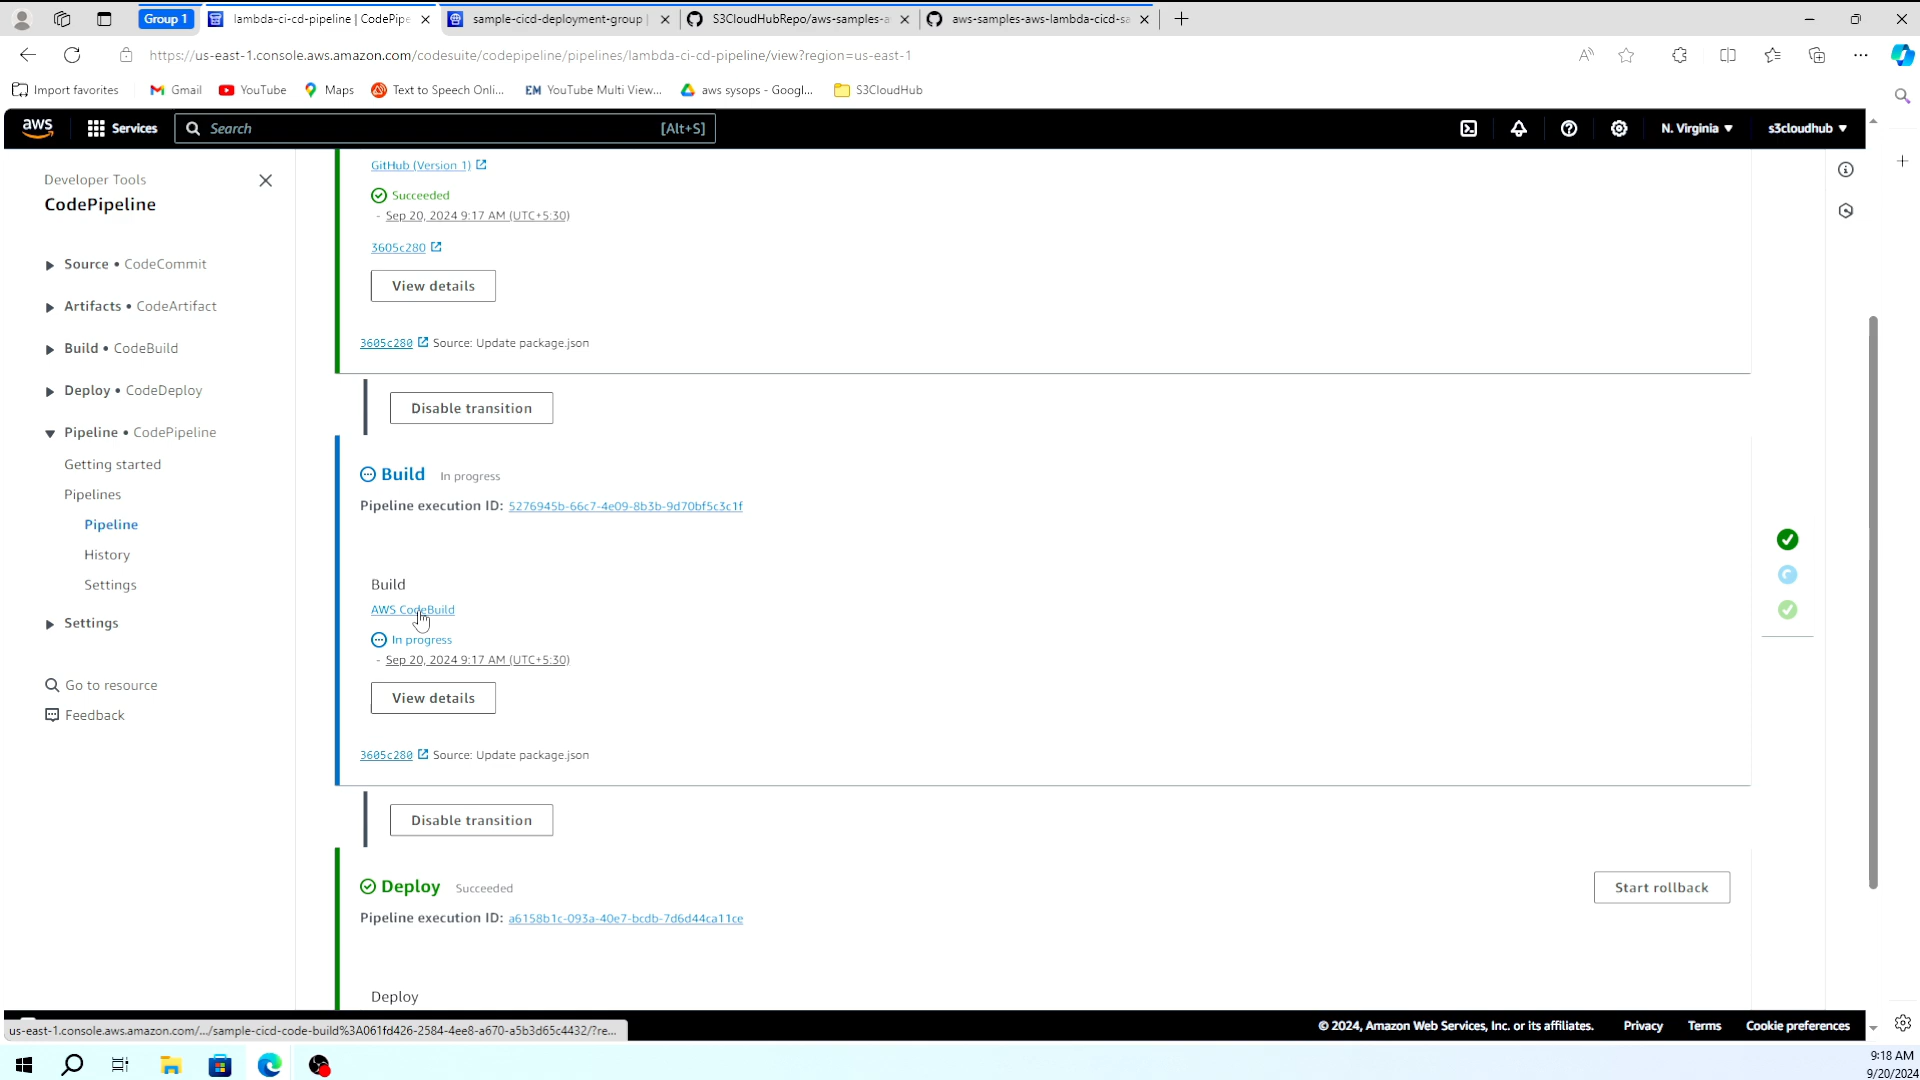 Group 1
lambda-ci-cd-pipeline | CodePipe
sample-cicd-deployment-group |
S3CloudHubRepo/aws-samples-a
aws-samples-aws-lambda-cicd-sa
https://us-east-1.console.aws.amazon.com/codesuite/codepipeline/pipelines/lambda-ci-cd-pipeline/view?region=us-east-1
Import favorites
Gmail
YouTube
Maps
Text to Speech Onli...
EM YouTube Multi View...
aws sysops - Googl...
S3CloudHub
aws
Services
Search
[Alt+S]
N. Virginia
s3cloudhub
Developer Tools
CodePipeline
Source • CodeCommit
Artifacts • CodeArtifact
Build • CodeBuild
Deploy • CodeDeploy
Pipeline • CodePipeline
Getting started
Pipelines
Pipeline
History
Settings
Settings
Go to resource
Feedback
GitHub (Version 1)
Succeeded
- Sep 20, 2024 9:17 AM (UTC+5:30)
3605c280
View details
3605c280 Source: Update package.json
Disable transition
Build In progress
Pipeline execution ID: 5276945b-66c7-4e09-8b3b-9d70bf5c3c1f
Build
AWS CodeBuild
In progress
- Sep 20, 2024 9:17 AM (UTC+5:30)
View details
3605c280 Source: Update package.json
Disable transition
Deploy Succeeded
Start rollback
Pipeline execution ID: a6158b1c-093a-40e7-bcdb-7d6d44ca11ce
Deploy
us-east-1.console.aws.amazon.com/.../sample-cicd-code-build%3A061fd426-2584-4ee8-a670-a5b3d65c4432/?re...
© 2024, Amazon Web Services, Inc. or its affiliates.
Privacy
Terms
Cookie preferences
9:18 AM
9/20/2024